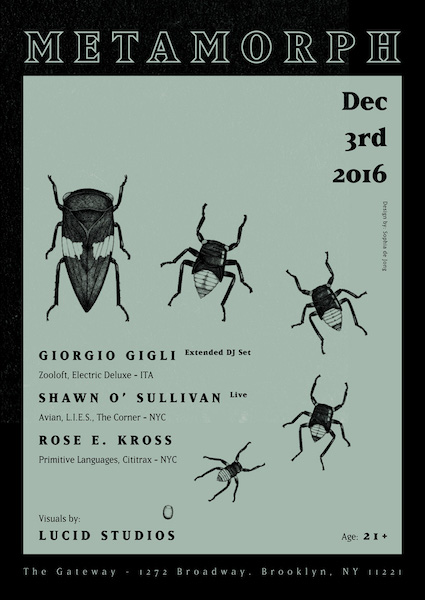 METAMORPH
Dec
3rd
2016
Design by: Sophia de Jong
GIORGIO GIGLI Extended DJ Set
Zooloft, Electric Deluxe - ITA
SHAWN O' SULLIVAN Live
Avian, L.I.E.S., The Corner - NYC
ROSE E. KROSS
Primitive Languages, Cititrax - NYC
Visuals by:
LUCID STUDIOS
Age: 21+
The Gateway - 1272 Broadway, Brooklyn, NY 11221